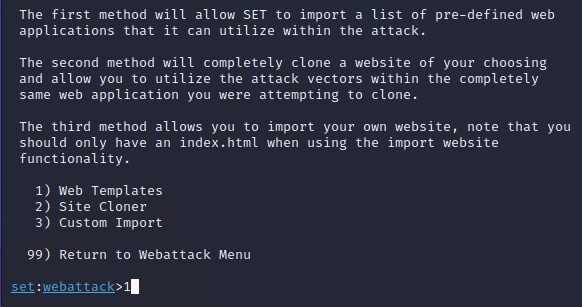 The first method will allow SET to import a list of pre-defined web
applications that it can utilize within the attack.
The second method will completely clone a website of your choosing
and allow you to utilize the attack vectors within the completely
same web application you were attempting to clone.
The third method allows you to import your own website, note that you
should only have an index.html when using the import website
functionality.
1) Web Templates
2) Site Cloner
3) Custom Import
99) Return to Webattack Menu
set:webattack>1